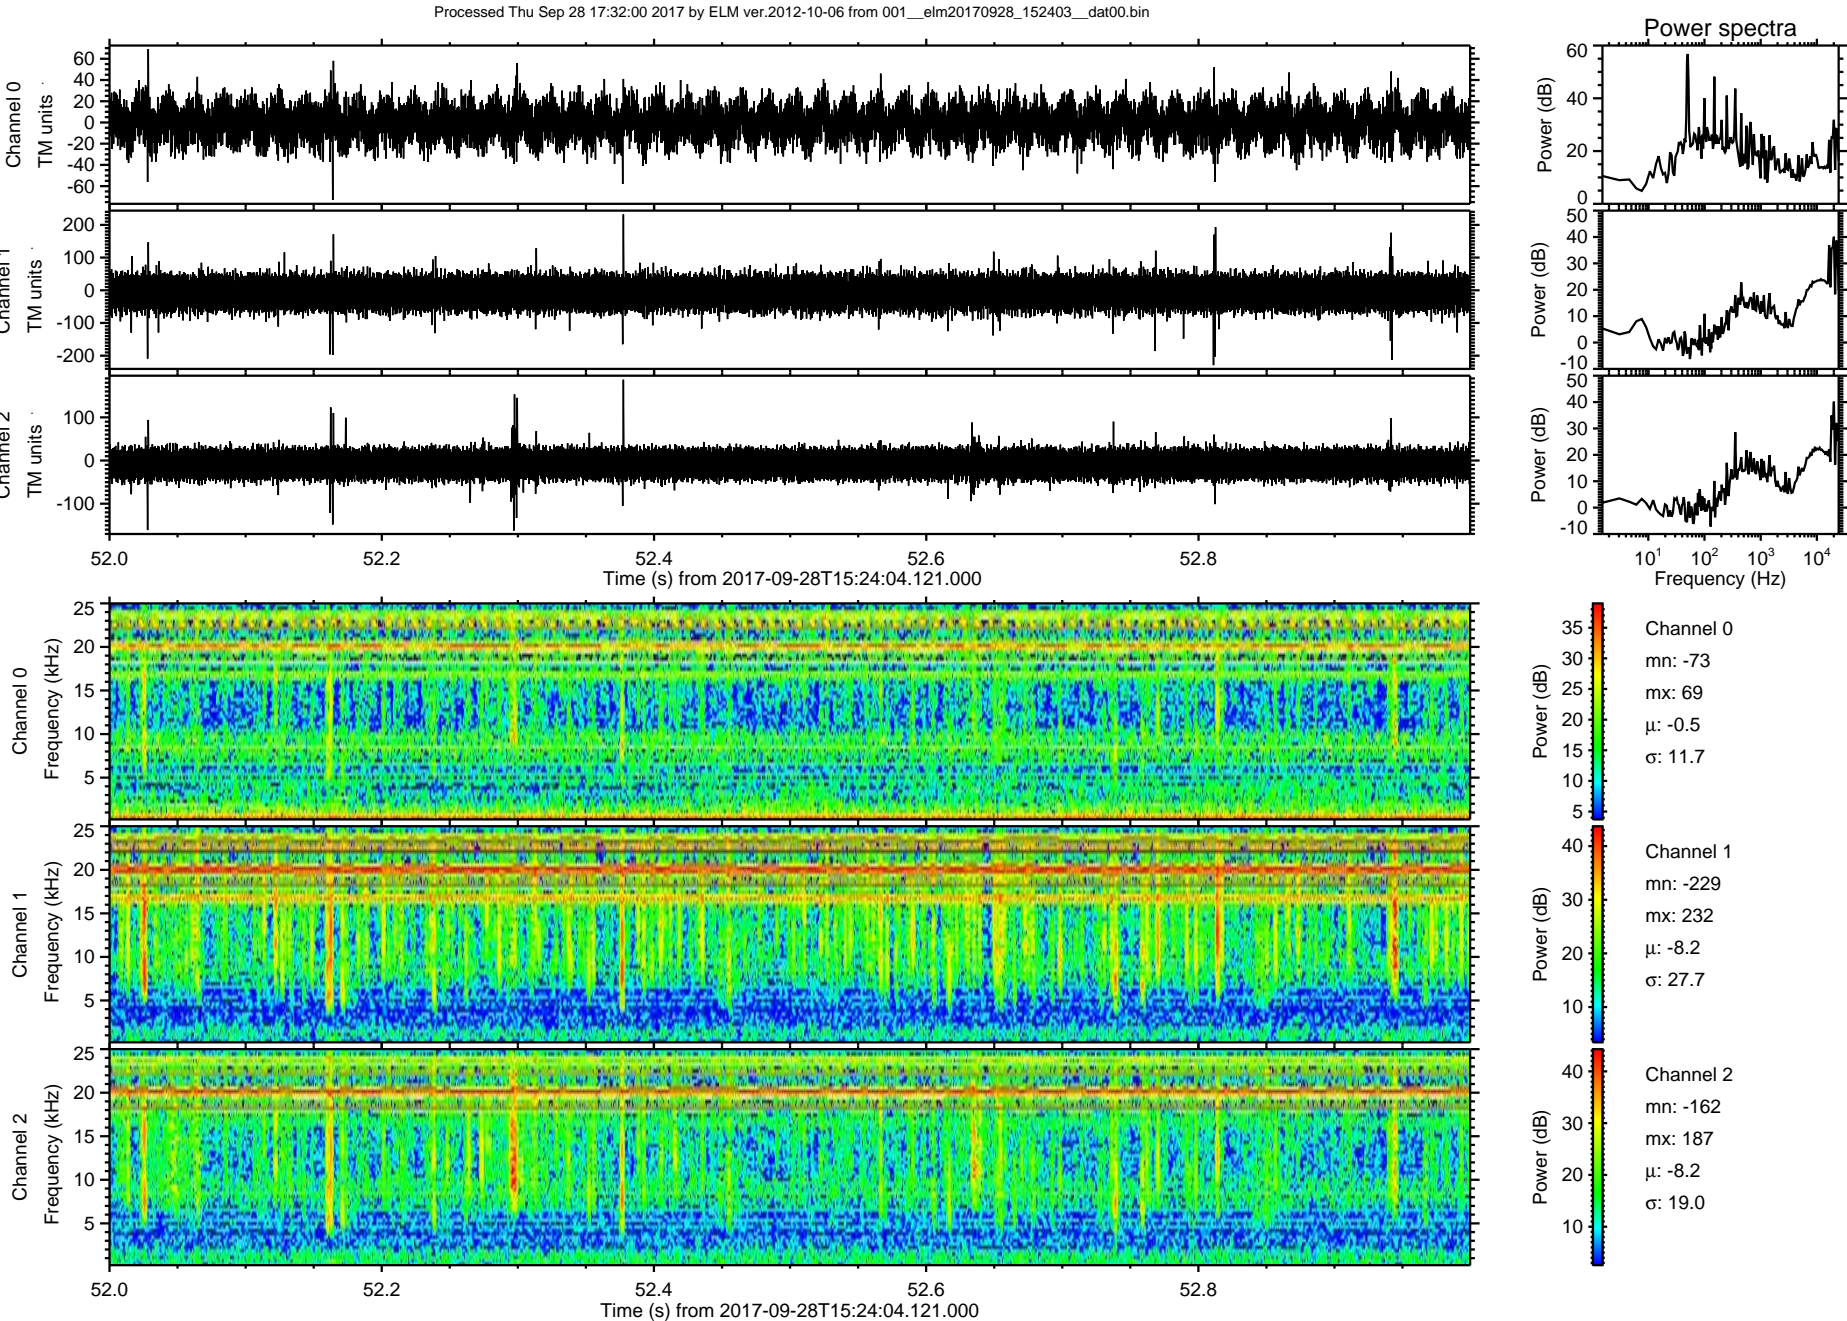 Processed Thu Sep 28 17:32:00 2017 by ELM ver.2012-10-06 from 001__elm20170928_152403__dat00.bin
Power spectra
Channel 0
TM units
60
40
20
0
-20
-40
-60
Power (dB)
60
40
20
0
Channel 1
TM units
200
100
0
-100
-200
Power (dB)
50
40
30
20
10
0
-10
Channel 2
TM units
100
0
-100
Power (dB)
50
40
30
20
10
0
-10
52.0 52.2 52.4 52.6 52.8
Time (s) from 2017-09-28T15:24:04.121.000
10¹ 10² 10³ 10⁴
Frequency (Hz)
Channel 0
Frequency (kHz)
25
20
15
10
5
Power (dB)
35
30
25
20
15
10
5
Channel 0
mn: -73
mx: 69
μ: -0.5
σ: 11.7
Channel 1
Frequency (kHz)
25
20
15
10
5
Power (dB)
40
30
20
10
Channel 1
mn: -229
mx: 232
μ: -8.2
σ: 27.7
Channel 2
Frequency (kHz)
25
20
15
10
5
Power (dB)
40
30
20
10
Channel 2
mn: -162
mx: 187
μ: -8.2
σ: 19.0
52.0 52.2 52.4 52.6 52.8
Time (s) from 2017-09-28T15:24:04.121.000